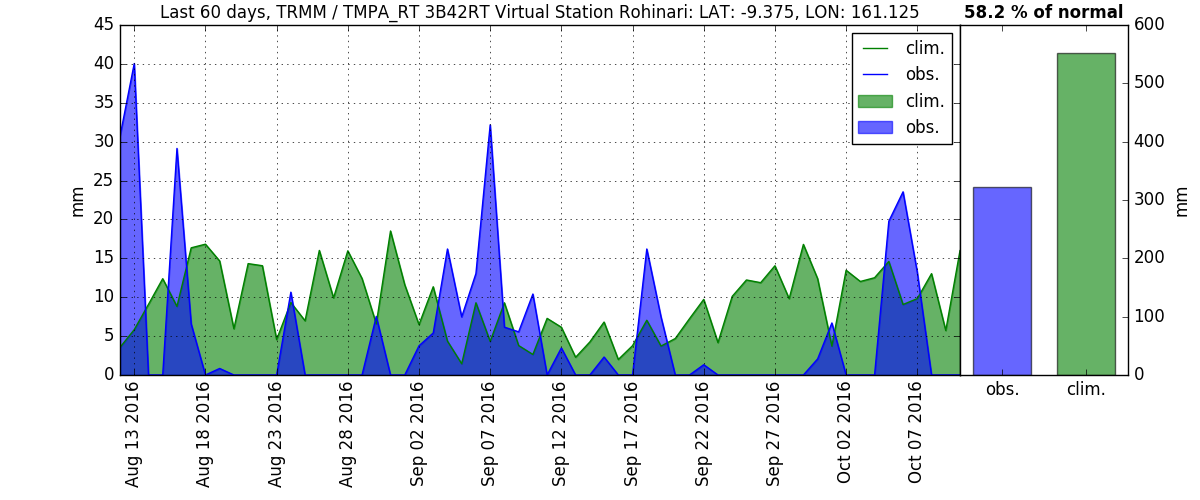 Last 60 days, TRMM / TMPA_RT 3B42RT Virtual Station Rohinari: LAT: -9.375, LON: 161.125
58.2 % of normal
45
40
35
30
25
20
15
10
5
0
mm
clim.
obs.
clim.
obs.
600
500
400
300
200
100
0
mm
obs.
clim.
Aug 13 2016
Aug 18 2016
Aug 23 2016
Aug 28 2016
Sep 02 2016
Sep 07 2016
Sep 12 2016
Sep 17 2016
Sep 22 2016
Sep 27 2016
Oct 02 2016
Oct 07 2016